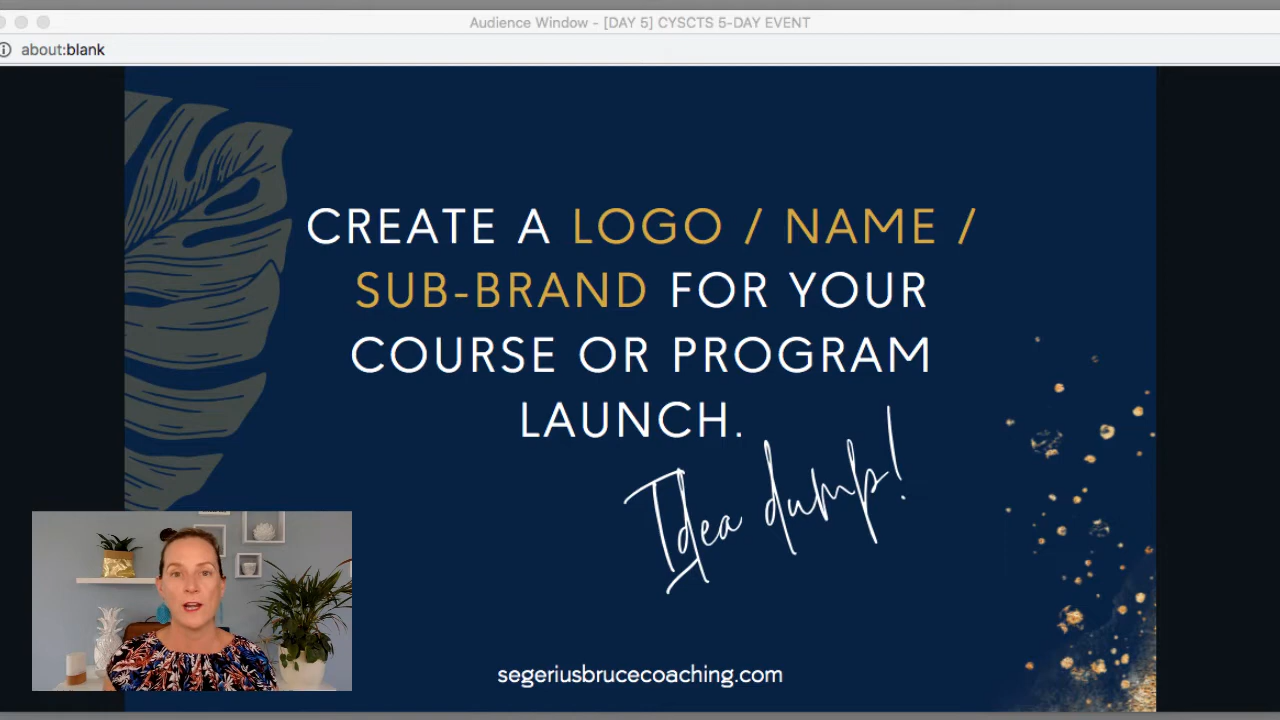 Audience Window - [DAY 5] CYSCTS 5-DAY EVENT
about:blank
CREATE A LOGO / NAME /
SUB-BRAND FOR YOUR
COURSE OR PROGRAM
LAUNCH.
Idea dump!
segeriusbrucecoaching.com